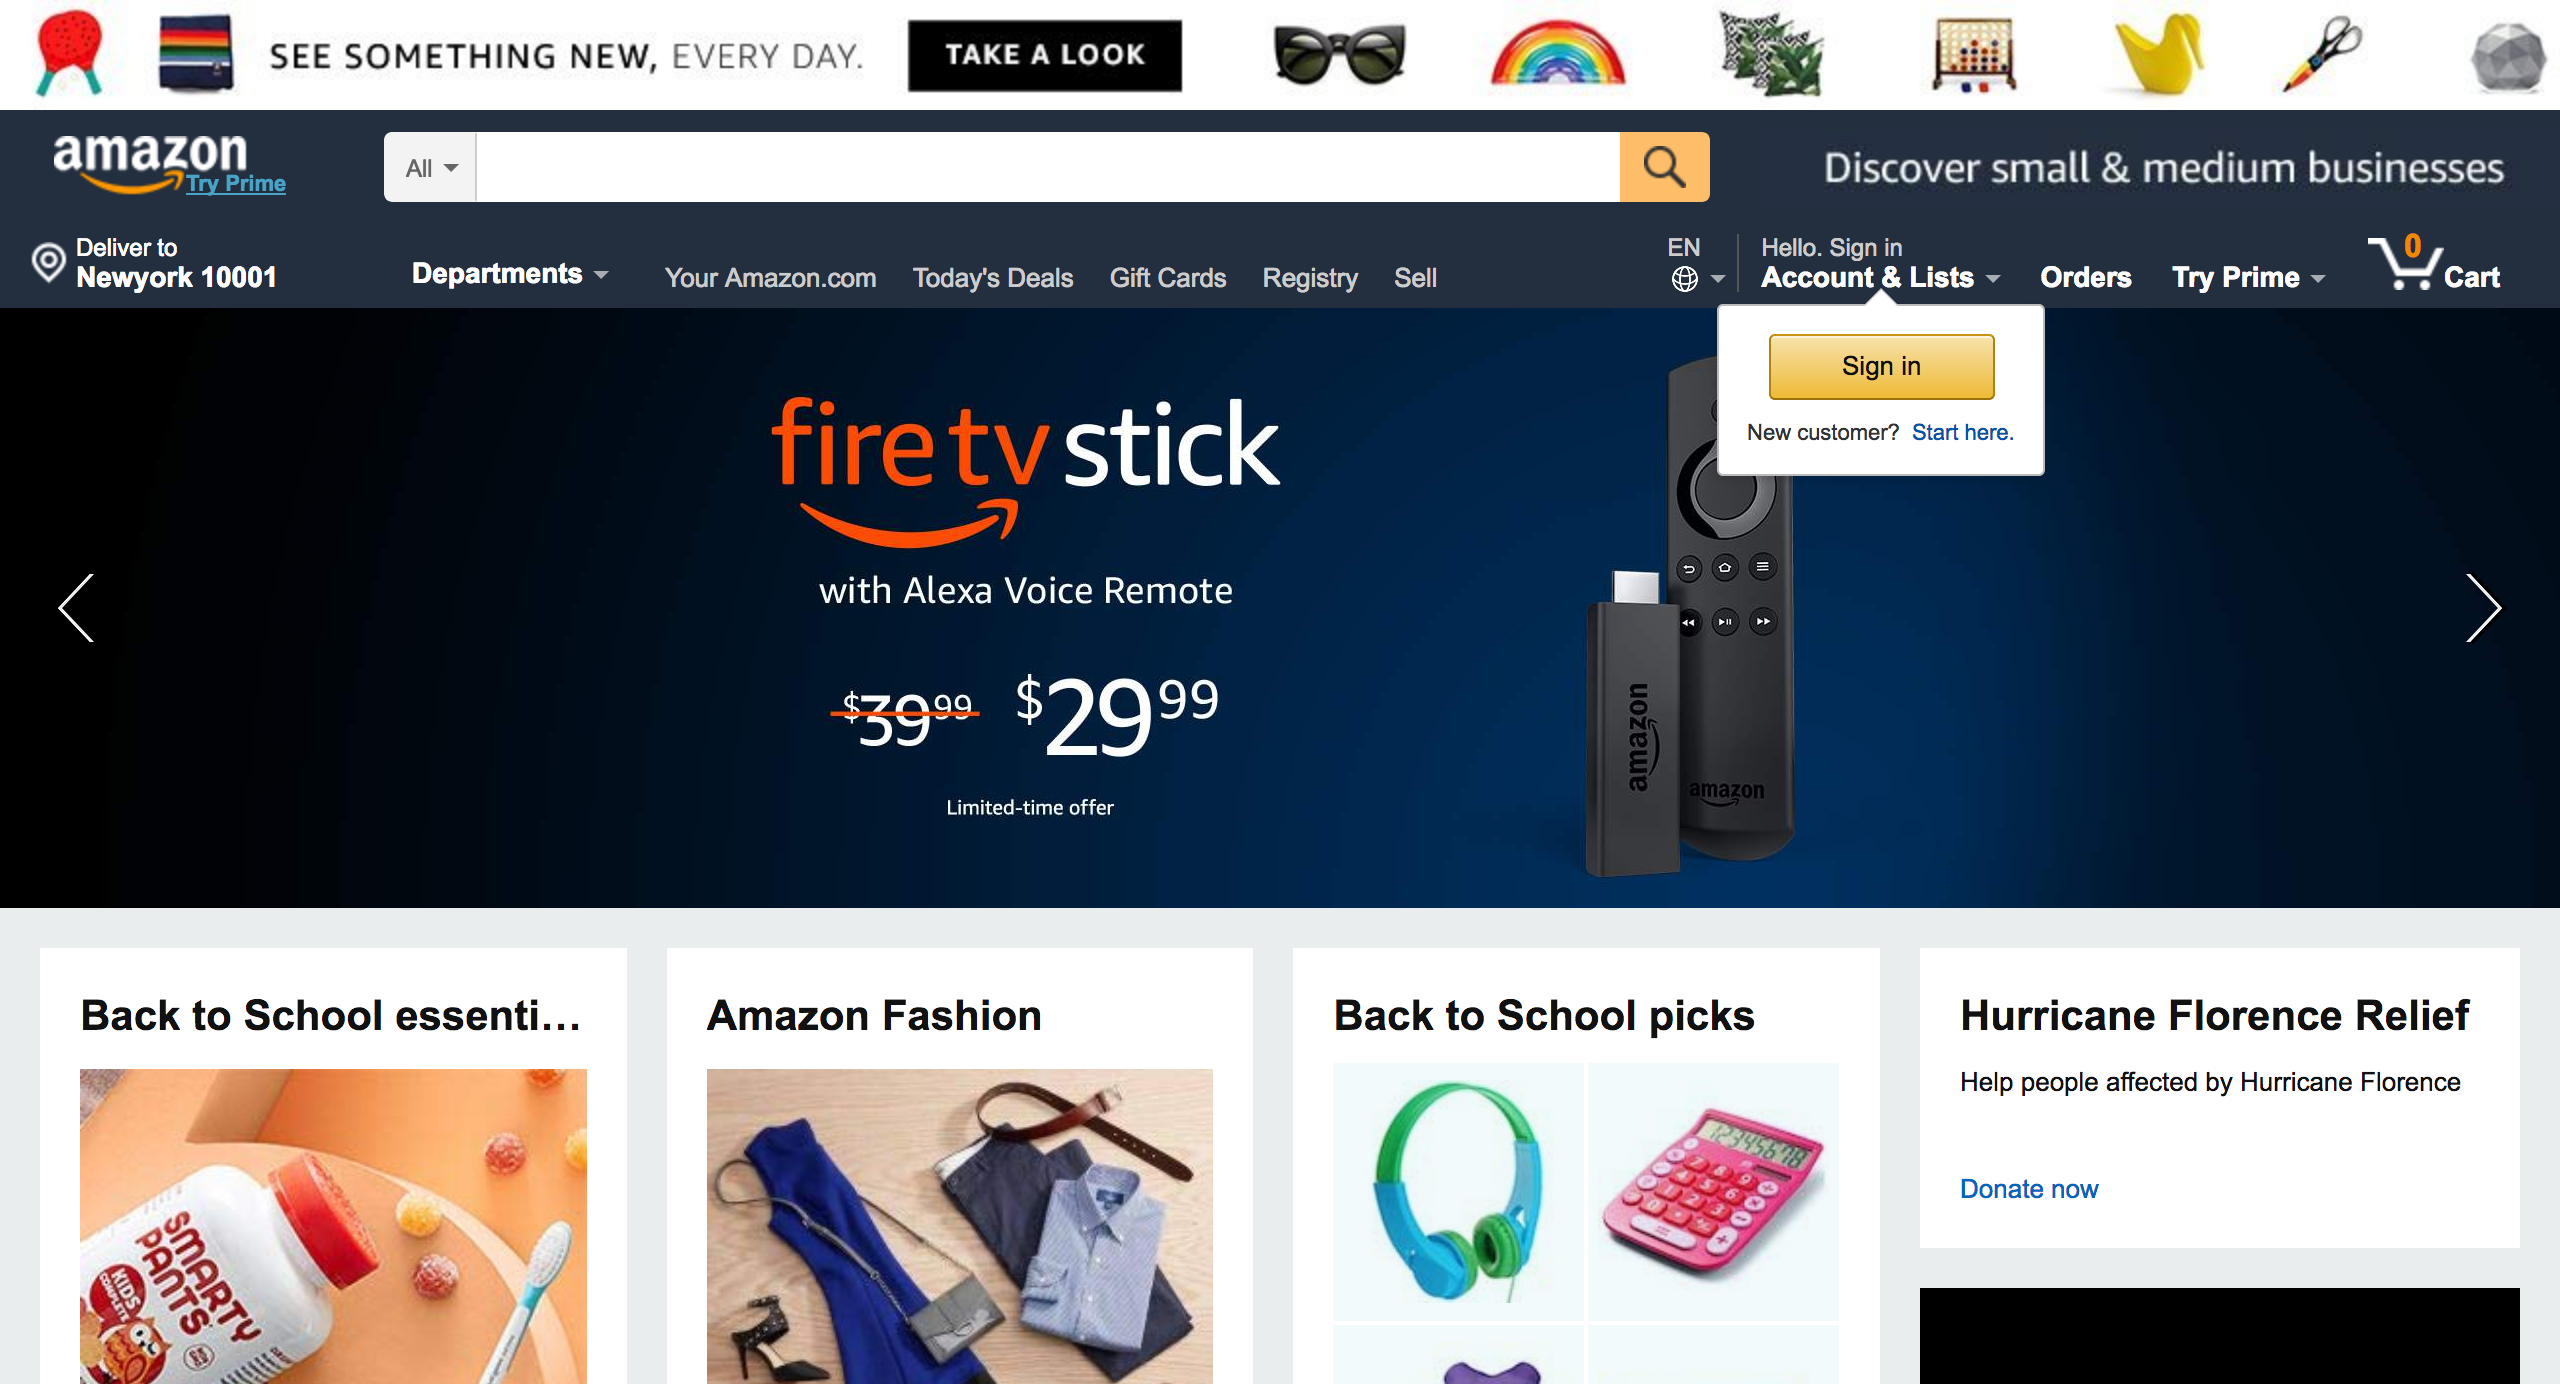 SEE SOMETHING NEW, EVERY DAY. TAKE A LOOK
amazon
Try Prime
All
Discover small & medium businesses
Deliver to
Newyork 10001
Departments
Your Amazon.com Today's Deals Gift Cards Registry Sell
EN
Hello. Sign in
Account & Lists
Orders
Try Prime
0
Cart
Sign in
New customer? Start here.
fire tv stick
with Alexa Voice Remote
$39.99 $29.99
Limited-time offer
amazon
amazon
Back to School essenti...
Amazon Fashion
Back to School picks
Hurricane Florence Relief
Help people affected by Hurricane Florence
Donate now
SMARTY
PANTS
KIDS
COMPLETE
12345678